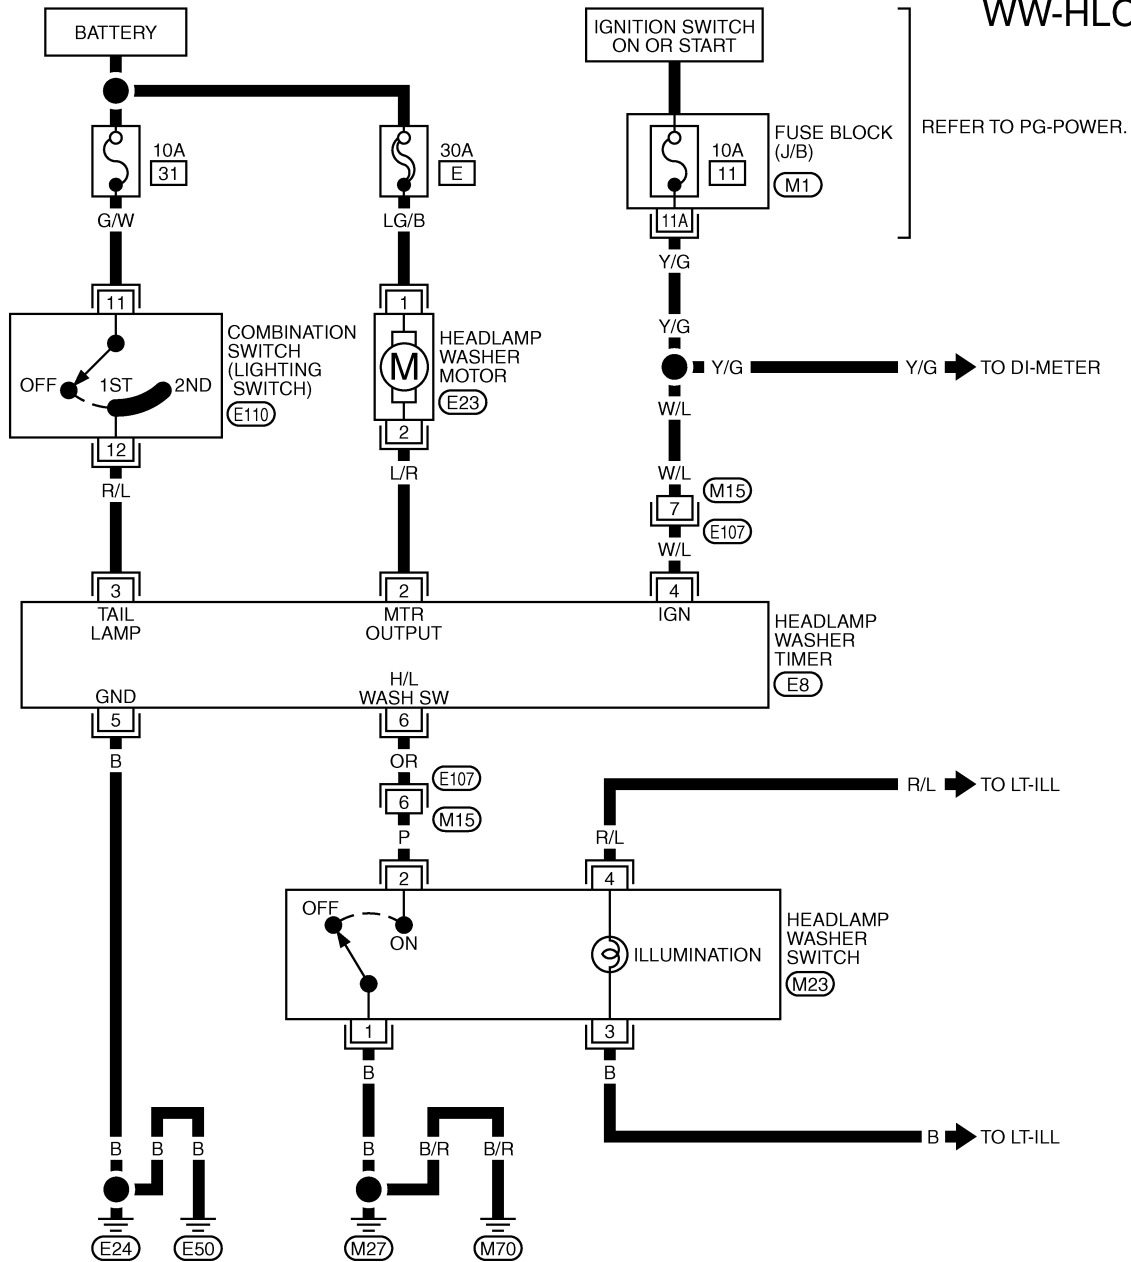 WW-HLC
BATTERY
IGNITION SWITCH
ON OR START
REFER TO PG-POWER.
FUSE BLOCK
(J/B)
M1
10A
31
30A
E
10A
11
G/W
LG/B
11A
Y/G
11
1
COMBINATION
SWITCH
(LIGHTING
SWITCH)
E110
OFF
1ST
2ND
HEADLAMP
WASHER
MOTOR
E23
M
Y/G
Y/G
Y/G
TO DI-METER
W/L
12
2
R/L
L/R
W/L
7
M15
E107
W/L
3
2
4
TAIL
LAMP
MTR
OUTPUT
IGN
HEADLAMP
WASHER
TIMER
E8
GND
H/L
WASH SW
5
6
B
OR
E107
6
M15
P
R/L
TO LT-ILL
R/L
2
4
OFF
ON
ILLUMINATION
HEADLAMP
WASHER
SWITCH
M23
1
3
B
B
B
TO LT-ILL
B
B
B
B
B/R
B/R
E24
E50
M27
M70